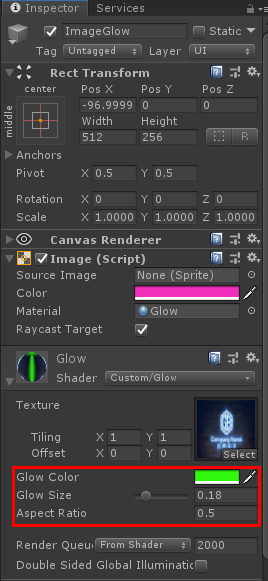 Inspector Services
ImageGlow Static
Tag Untagged Layer UI
Rect Transform
center Pos X Pos Y Pos Z
middle -96.9999 0 0
Width Height
512 256
R
Anchors
Pivot X 0.5 Y 0.5
Rotation X 0 Y 0 Z 0
Scale X 1.0000 Y 1.0000 Z 1.0000
Canvas Renderer
Image (Script)
Source Image None (Sprite)
Color
Material Glow
Raycast Target
Glow
Shader Custom/Glow
Texture
Company Name
Tiling X 1 Y 1
Offset X 0 Y 0
Select
Glow Color
Glow Size 0.18
Aspect Ratio 0.5
Render Queue From Shader 2000
Double Sided Global Illuminati